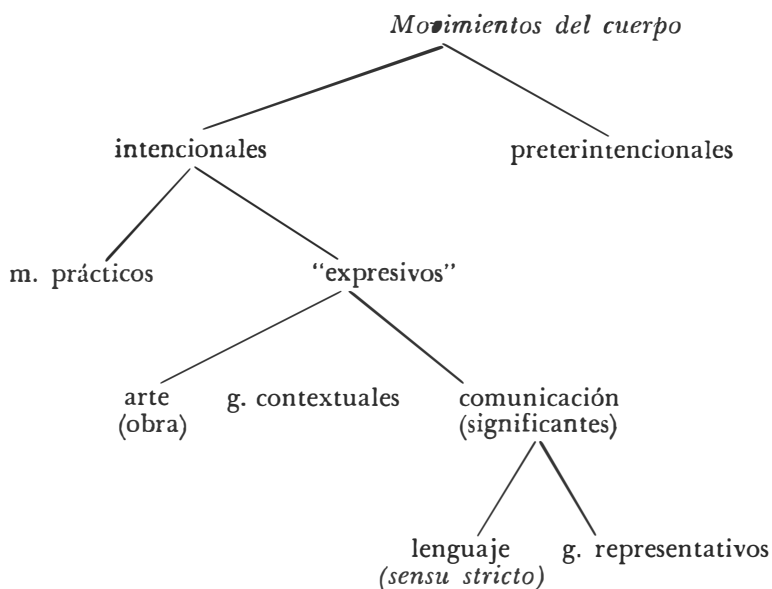 Movimientos del cuerpo
intencionales preterintencionales
m. prácticos “expresivos”
arte g. contextuales comunicación
(obra) (significantes)
lenguaje g. representativos
(sensu stricto)